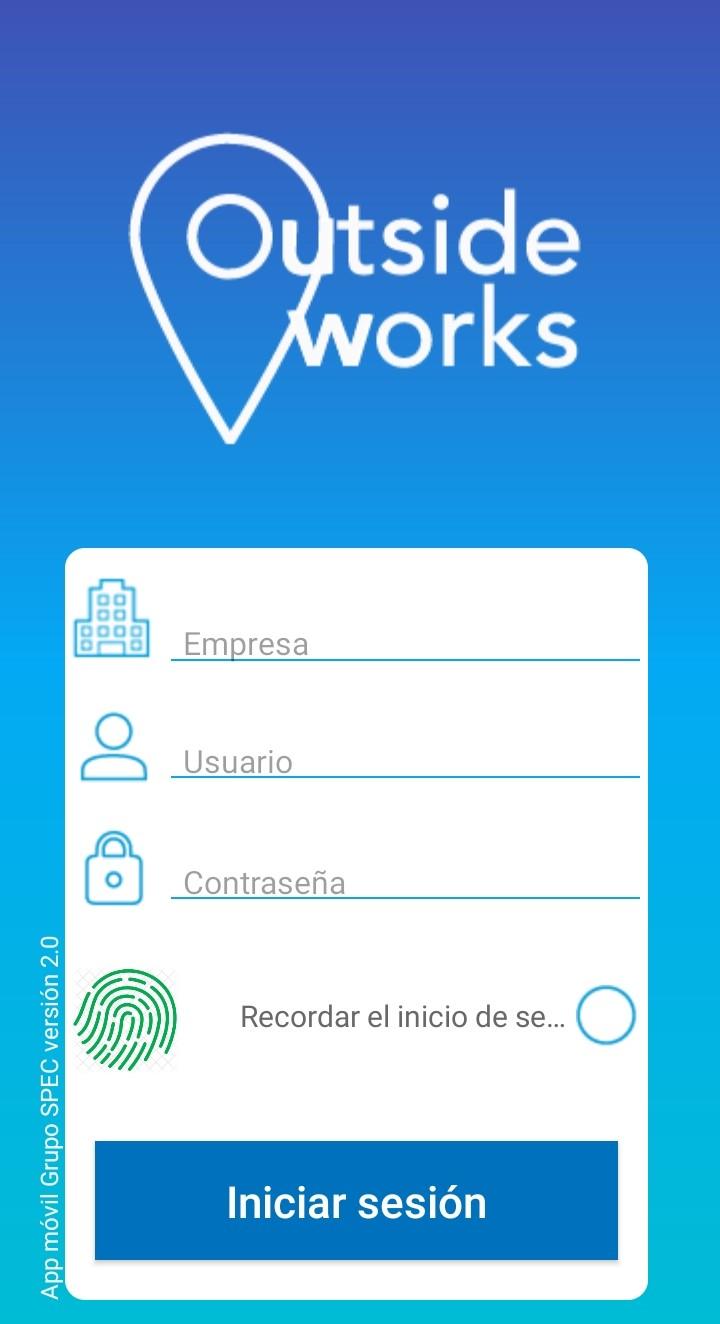 Outside
works
Empresa
Usuario
Contraseña
Recordar el inicio de se...
Iniciar sesión
App móvil Grupo SPEC versión 2.0